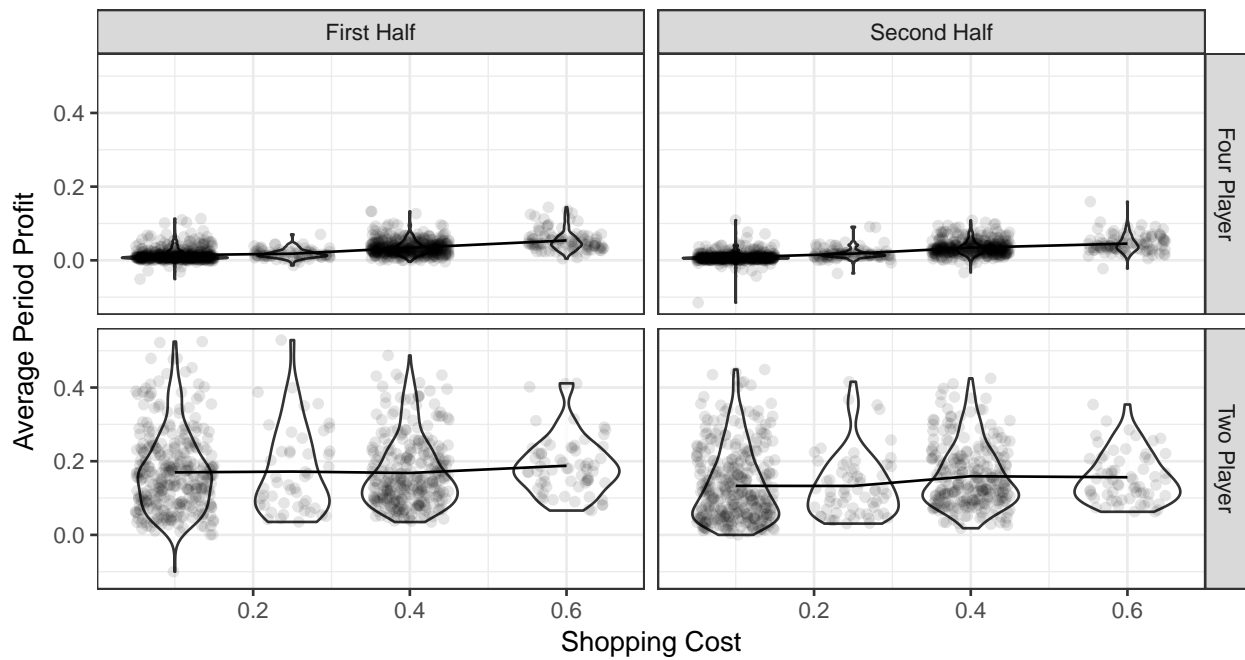 First Half
Second Half
0.4
0.2
0.0
Four Player
0.4
0.2
0.0
Two Player
Average Period Profit
0.2
0.4
0.6
0.2
0.4
0.6
Shopping Cost